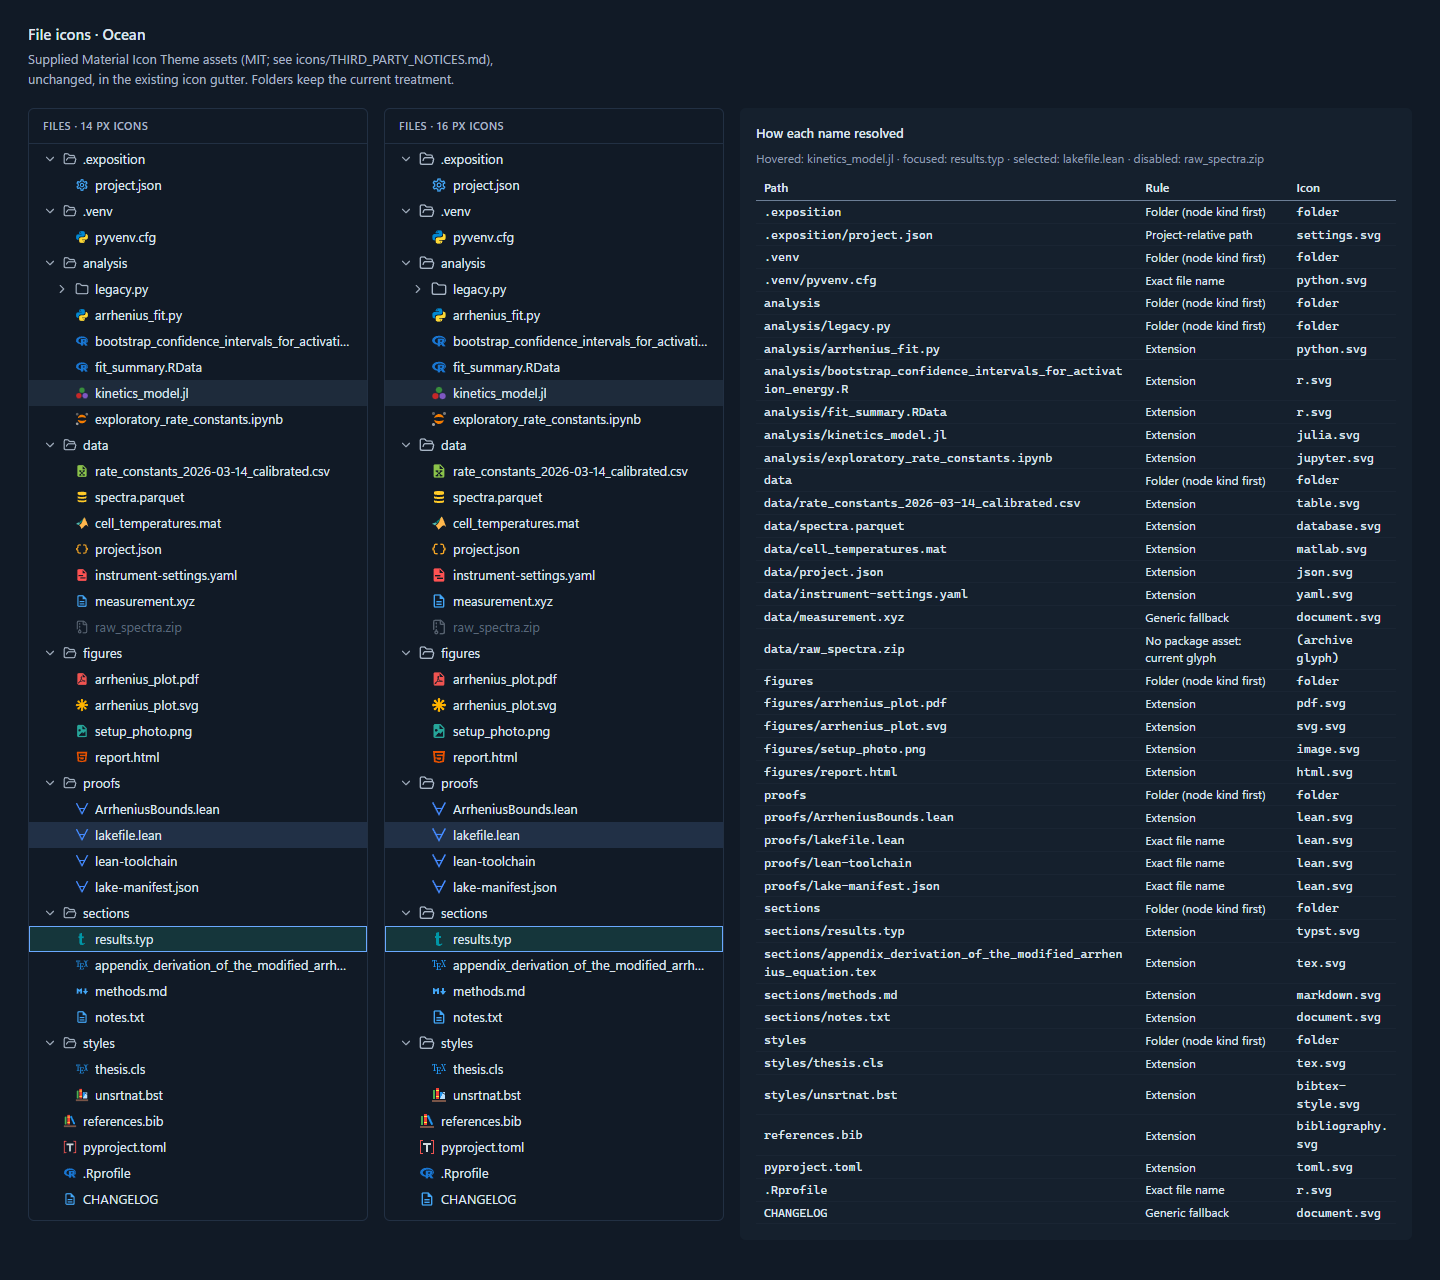 File icons · Ocean
Supplied Material Icon Theme assets (MIT; see icons/THIRD_PARTY_NOTICES.md),
unchanged, in the existing icon gutter. Folders keep the current treatment.
FILES · 14 PX ICONS
.exposition
project.json
.venv
pyvenv.cfg
analysis
legacy.py
arrhenius_fit.py
bootstrap_confidence_intervals_for_activati...
fit_summary.RData
kinetics_model.jl
exploratory_rate_constants.ipynb
data
rate_constants_2026-03-14_calibrated.csv
spectra.parquet
cell_temperatures.mat
project.json
instrument-settings.yaml
measurement.xyz
raw_spectra.zip
figures
arrhenius_plot.pdf
arrhenius_plot.svg
setup_photo.png
report.html
proofs
ArrheniusBounds.lean
lakefile.lean
lean-toolchain
lake-manifest.json
sections
results.typ
appendix_derivation_of_the_modified_arrh...
methods.md
notes.txt
styles
thesis.cls
unsrtnat.bst
references.bib
pyproject.toml
.Rprofile
CHANGELOG
FILES · 16 PX ICONS
.exposition
project.json
.venv
pyvenv.cfg
analysis
legacy.py
arrhenius_fit.py
bootstrap_confidence_intervals_for_activati...
fit_summary.RData
kinetics_model.jl
exploratory_rate_constants.ipynb
data
rate_constants_2026-03-14_calibrated.csv
spectra.parquet
cell_temperatures.mat
project.json
instrument-settings.yaml
measurement.xyz
raw_spectra.zip
figures
arrhenius_plot.pdf
arrhenius_plot.svg
setup_photo.png
report.html
proofs
ArrheniusBounds.lean
lakefile.lean
lean-toolchain
lake-manifest.json
sections
results.typ
appendix_derivation_of_the_modified_arrh...
methods.md
notes.txt
styles
thesis.cls
unsrtnat.bst
references.bib
pyproject.toml
.Rprofile
CHANGELOG
How each name resolved
Hovered: kinetics_model.jl · focused: results.typ · selected: lakefile.lean · disabled: raw_spectra.zip
Path Rule Icon
.exposition Folder (node kind first) folder
.exposition/project.json Project-relative path settings.svg
.venv Folder (node kind first) folder
.venv/pyvenv.cfg Exact file name python.svg
analysis Folder (node kind first) folder
analysis/legacy.py Folder (node kind first) folder
analysis/arrhenius_fit.py Extension python.svg
analysis/bootstrap_confidence_intervals_for_activat
ion_energy.R Extension r.svg
analysis/fit_summary.RData Extension r.svg
analysis/kinetics_model.jl Extension julia.svg
analysis/exploratory_rate_constants.ipynb Extension jupyter.svg
data Folder (node kind first) folder
data/rate_constants_2026-03-14_calibrated.csv Extension table.svg
data/spectra.parquet Extension database.svg
data/cell_temperatures.mat Extension matlab.svg
data/project.json Extension json.svg
data/instrument-settings.yaml Extension yaml.svg
data/measurement.xyz Generic fallback document.svg
data/raw_spectra.zip No package asset: (archive
current glyph glyph)
figures Folder (node kind first) folder
figures/arrhenius_plot.pdf Extension pdf.svg
figures/arrhenius_plot.svg Extension svg.svg
figures/setup_photo.png Extension image.svg
figures/report.html Extension html.svg
proofs Folder (node kind first) folder
proofs/ArrheniusBounds.lean Extension lean.svg
proofs/lakefile.lean Exact file name lean.svg
proofs/lean-toolchain Exact file name lean.svg
proofs/lake-manifest.json Exact file name lean.svg
sections Folder (node kind first) folder
sections/results.typ Extension typst.svg
sections/appendix_derivation_of_the_modified_arrhen
ius_equation.tex Extension tex.svg
sections/methods.md Extension markdown.svg
sections/notes.txt Extension document.svg
styles Folder (node kind first) folder
styles/thesis.cls Extension tex.svg
styles/unsrtnat.bst Extension bibtex-
style.svg
references.bib Extension bibliography.
svg
pyproject.toml Extension toml.svg
.Rprofile Exact file name r.svg
CHANGELOG Generic fallback document.svg